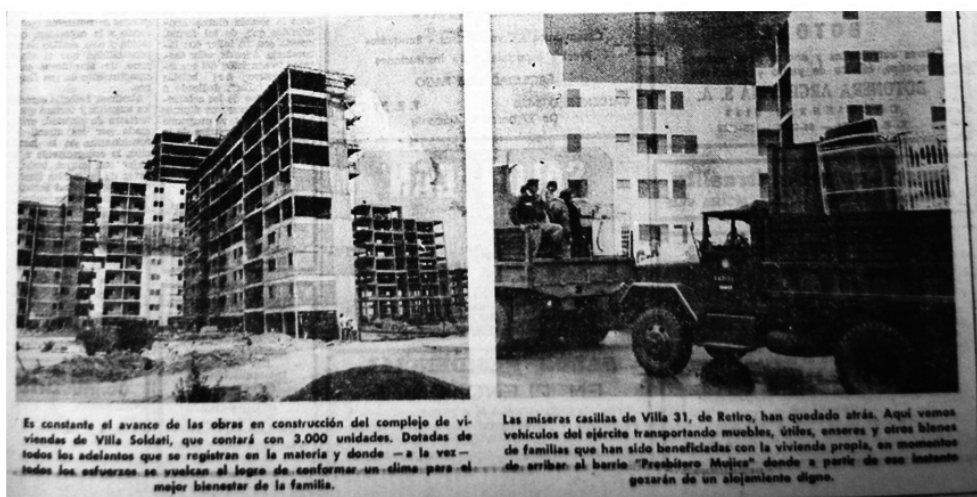 Es constante el avance de las obras en construcción del complejo de vi-
viendas de Villa Soldati, que contará con 3.000 unidades. Dotadas de
todos los adelantos que se registran en la materia y donde —a la vez—
todos los esfuerzos se vuelcan al logro de conformar un clima para el
mejor bienestar de la familia.
Las míseras casillas de Villa 31, de Retiro, han quedado atrás. Aquí vemos
vehículos del ejército transportando muebles, útiles, enseres y otros bienes
de familias que han sido beneficiadas con la vivienda propia, en momentos
de arribar al barrio "Presbítero Mujica" donde a partir de ese instante
gozarán de un alojamiento digno.